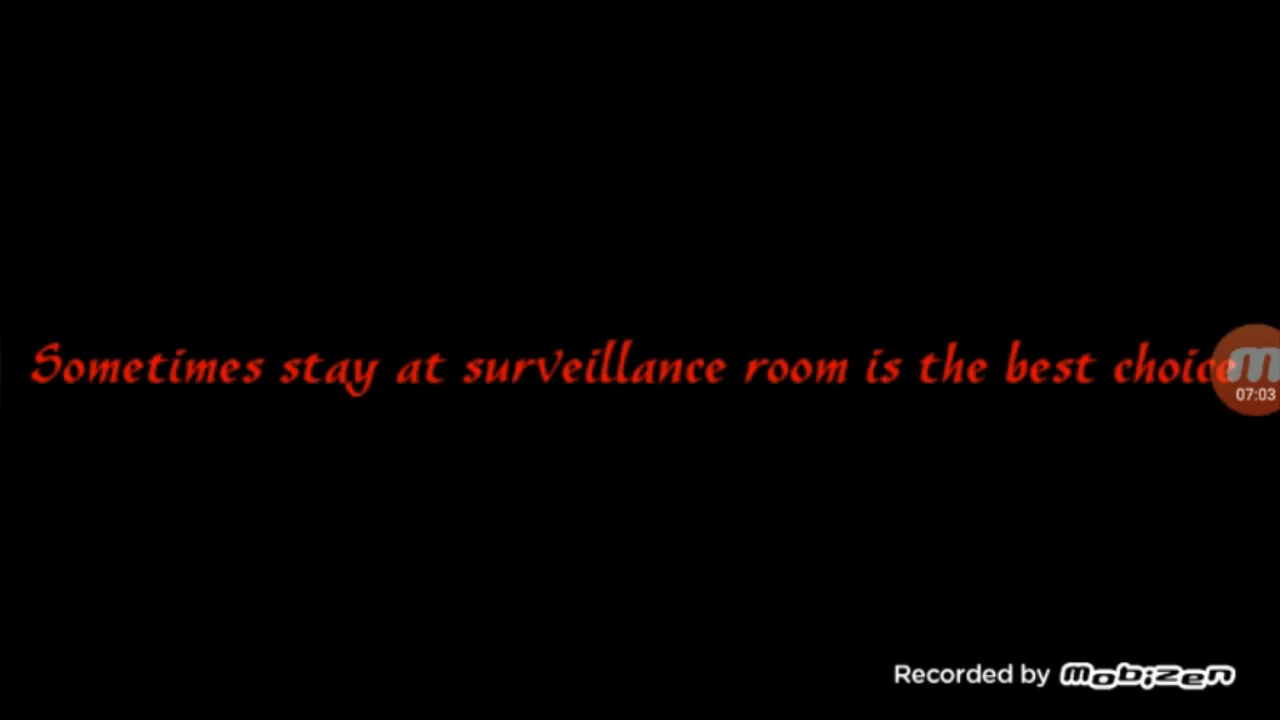 Sometimes stay at surveillance room is the best choice
07:03
Recorded by mobizen